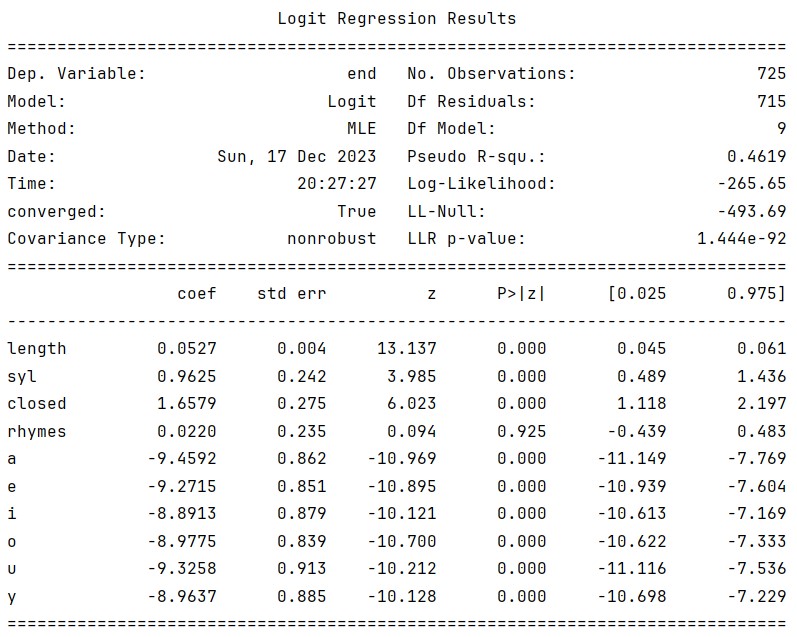 Logit Regression Results
==============================================================================
Dep. Variable:                    end   No. Observations:                  725
Model:                          Logit   Df Residuals:                      715
Method:                           MLE   Df Model:                            9
Date:                Sun, 17 Dec 2023   Pseudo R-squ.:                  0.4619
Time:                        20:27:27   Log-Likelihood:                -265.65
converged:                       True   LL-Null:                       -493.69
Covariance Type:            nonrobust   LLR p-value:                 1.444e-92
==============================================================================
                 coef    std err          z      P>|z|      [0.025      0.975]
------------------------------------------------------------------------------
length         0.0527      0.004     13.137      0.000       0.045       0.061
syl            0.9625      0.242      3.985      0.000       0.489       1.436
closed         1.6579      0.275      6.023      0.000       1.118       2.197
rhymes         0.0220      0.235      0.094      0.925      -0.439       0.483
a             -9.4592      0.862    -10.969      0.000     -11.149      -7.769
e             -9.2715      0.851    -10.895      0.000     -10.939      -7.604
i             -8.8913      0.879    -10.121      0.000     -10.613      -7.169
o             -8.9775      0.839    -10.700      0.000     -10.622      -7.333
u             -9.3258      0.913    -10.212      0.000     -11.116      -7.536
y             -8.9637      0.885    -10.128      0.000     -10.698      -7.229
==============================================================================